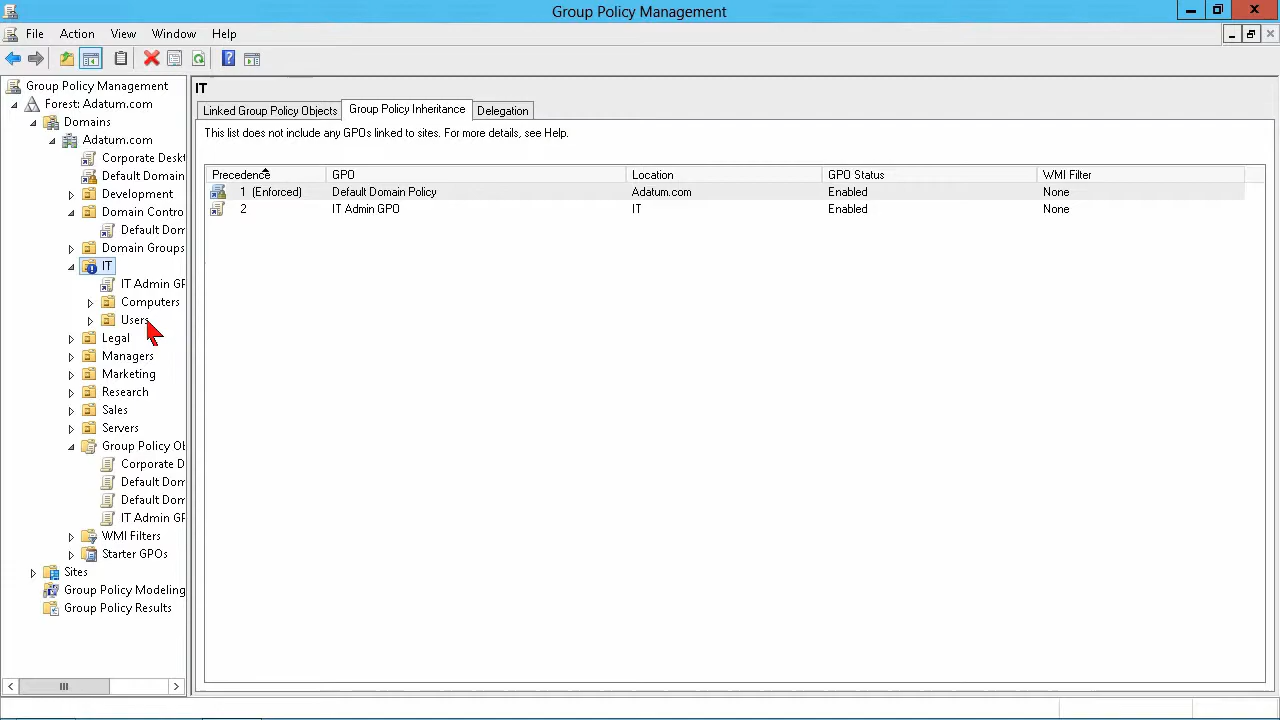 Group Policy Management
File Action View Window Help
Group Policy Management
Forest: Adatum.com
Domains
Adatum.com
Corporate Deskt
Default Domain
Development
Domain Contro
Default Dom
Domain Groups
IT
IT Admin GP
Computers
Users
Legal
Managers
Marketing
Research
Sales
Servers
Group Policy Ob
Corporate D
Default Dom
Default Dom
IT Admin GP
WMI Filters
Starter GPOs
Sites
Group Policy Modeling
Group Policy Results
IT
Linked Group Policy Objects Group Policy Inheritance Delegation
This list does not include any GPOs linked to sites. For more details, see Help.
Precedence GPO Location GPO Status WMI Filter
1 (Enforced) Default Domain Policy Adatum.com Enabled None
2 IT Admin GPO IT Enabled None